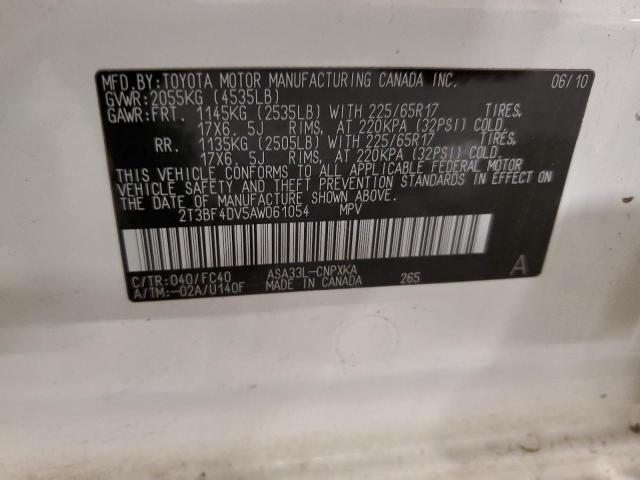 MFD.BY:TOYOTA MOTOR MANUFACTURING CANADA INC. 06/10
GVWR:2055KG (4535LB)
GAWR:FRT. 1145KG (2535LB) WITH 225/65R17 TIRES,
17X6.5J RIMS, AT 220KPA (32PSI) COLD.
RR. 1135KG (2505LB) WITH 225/65R17 TIRES,
17X6.5J RIMS, AT 220KPA (32PSI) COLD.
THIS VEHICLE CONFORMS TO ALL APPLICABLE FEDERAL MOTOR
VEHICLE SAFETY AND THEFT PREVENTION STANDARDS IN EFFECT ON
THE DATE OF MANUFACTURE SHOWN ABOVE.
2T3BF4DV5AW061054 MPV
C/TR:040/FC40 ASA33L-CNPXKA 265 A
A/TM:-02A/U140F MADE IN CANADA